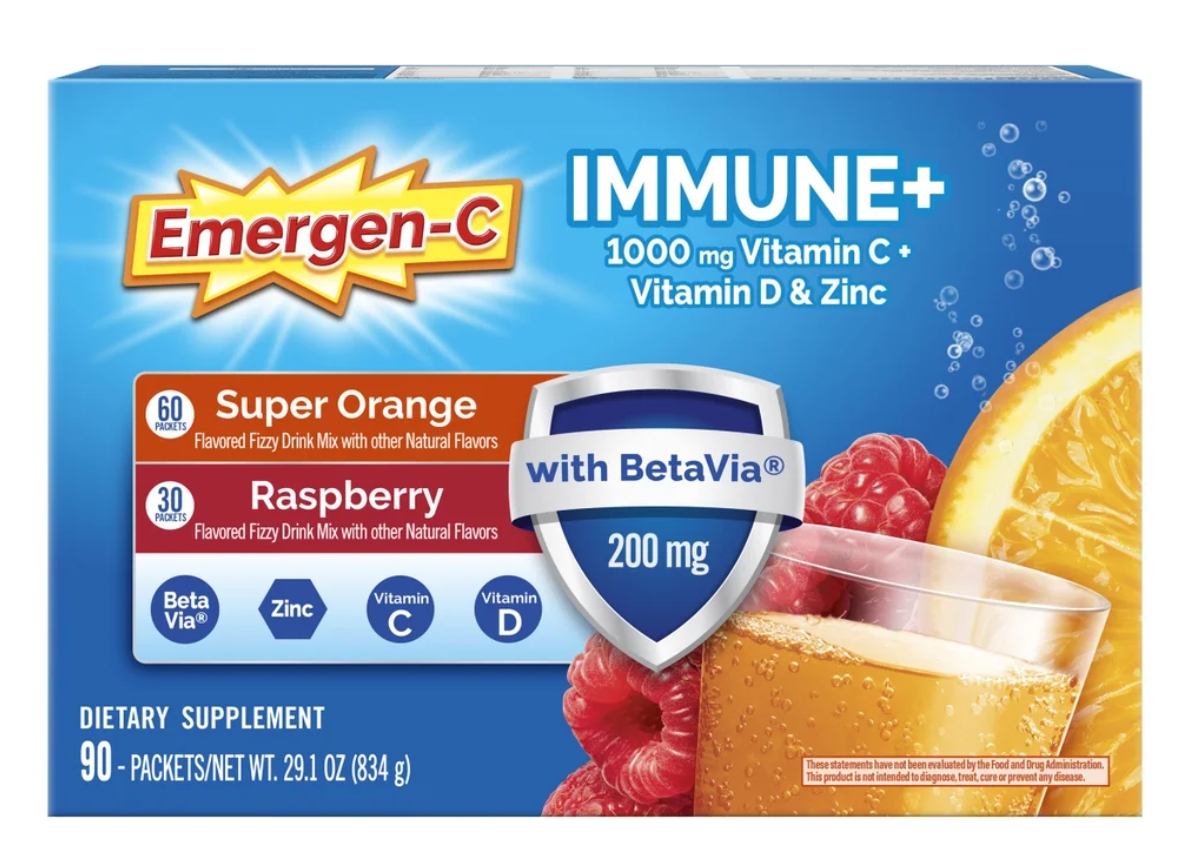 Emergen-C
IMMUNE+
1000 mg Vitamin C +
Vitamin D & Zinc
60
PACKETS
Super Orange
Flavored Fizzy Drink Mix with other Natural Flavors
30
PACKETS
Raspberry
Flavored Fizzy Drink Mix with other Natural Flavors
with BetaVia®
200 mg
Beta
Via®
Zinc
Vitamin
C
Vitamin
D
DIETARY SUPPLEMENT
90 - PACKETS/NET WT. 29.1 OZ (834 g)
These statements have not been evaluated by the Food and Drug Administration.
This product is not intended to diagnose, treat, cure or prevent any disease.